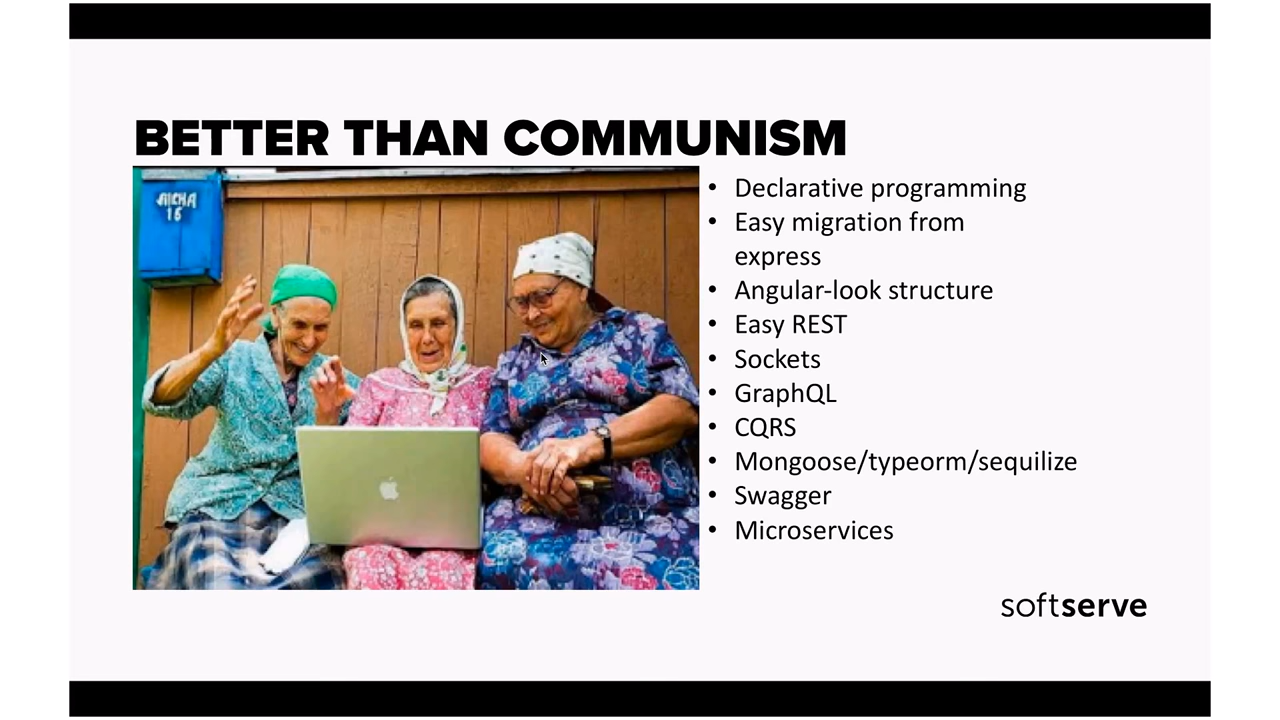 BETTER THAN COMMUNISM
16
• Declarative programming
• Easy migration from
express
• Angular-look structure
• Easy REST
• Sockets
• GraphQL
• CQRS
• Mongoose/typeorm/sequilize
• Swagger
• Microservices
softserve